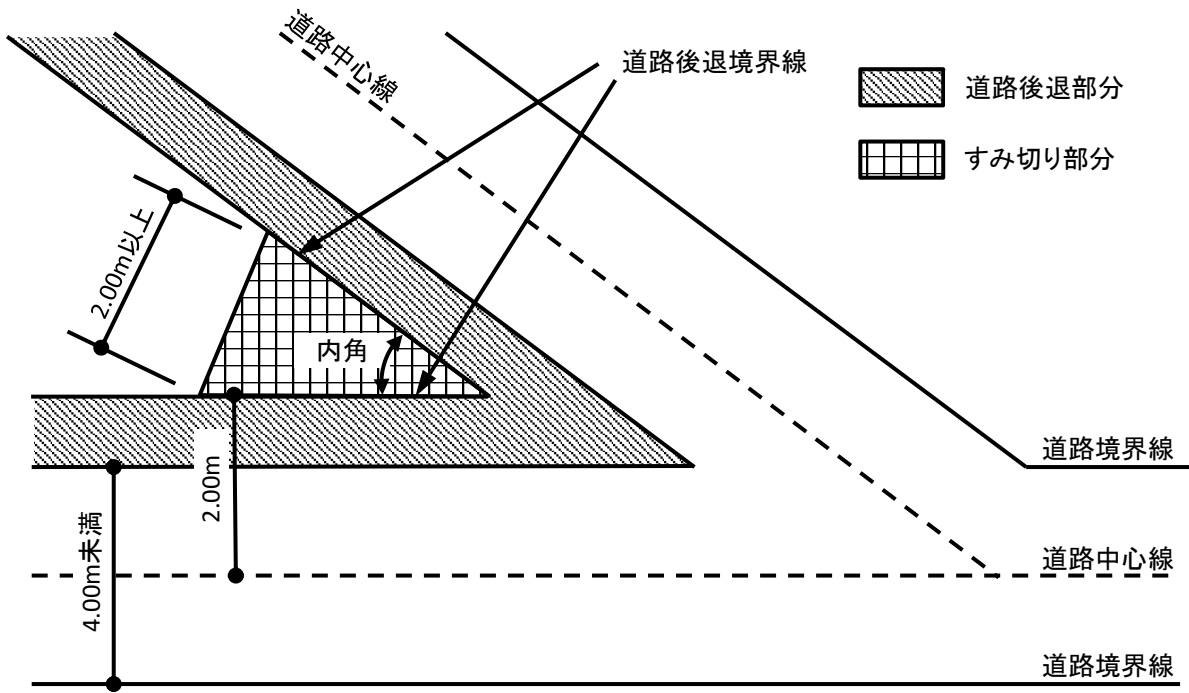 道路中心線
道路後退境界線
道路後退部分
すみ切り部分
2.00m以上
内角
2.00m
4.00m未満
道路境界線
道路中心線
道路境界線